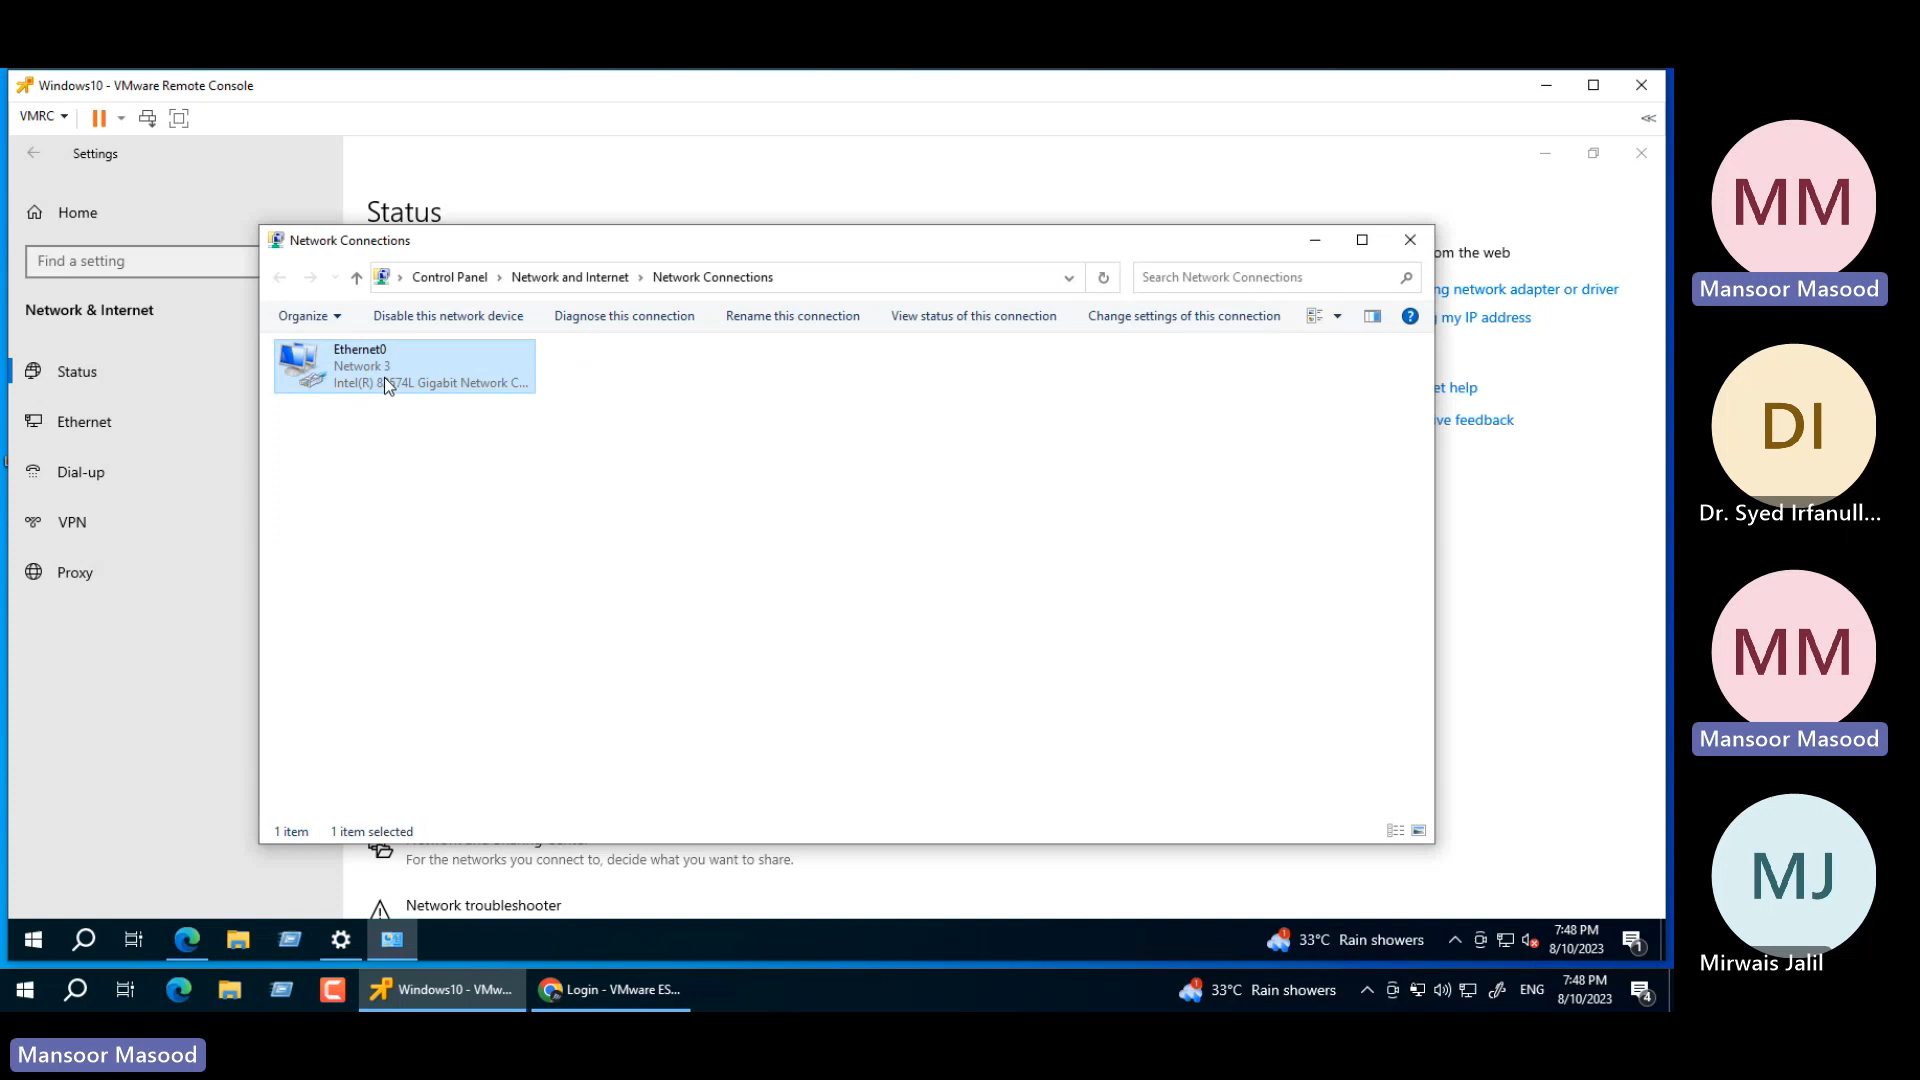 Windows10 - VMware Remote Console
VMRC
Settings
Home
Find a setting
Network & Internet
Status
Ethernet
Dial-up
VPN
Proxy
Status
om the web
ng network adapter or driver
my IP address
et help
ve feedback
Network Connections
Control Panel > Network and Internet > Network Connections
Search Network Connections
Organize
Disable this network device
Diagnose this connection
Rename this connection
View status of this connection
Change settings of this connection
Ethernet0
Network 3
Intel(R) 82574L Gigabit Network C...
1 item
1 item selected
For the networks you connect to, decide what you want to share.
Network troubleshooter
33°C Rain showers
7:48 PM
8/10/2023
1
Windows10 - VMw...
Login - VMware ES...
33°C Rain showers
ENG
7:48 PM
8/10/2023
4
MM
Mansoor Masood
DI
Dr. Syed Irfanull...
MM
Mansoor Masood
MJ
Mirwais Jalil
Mansoor Masood